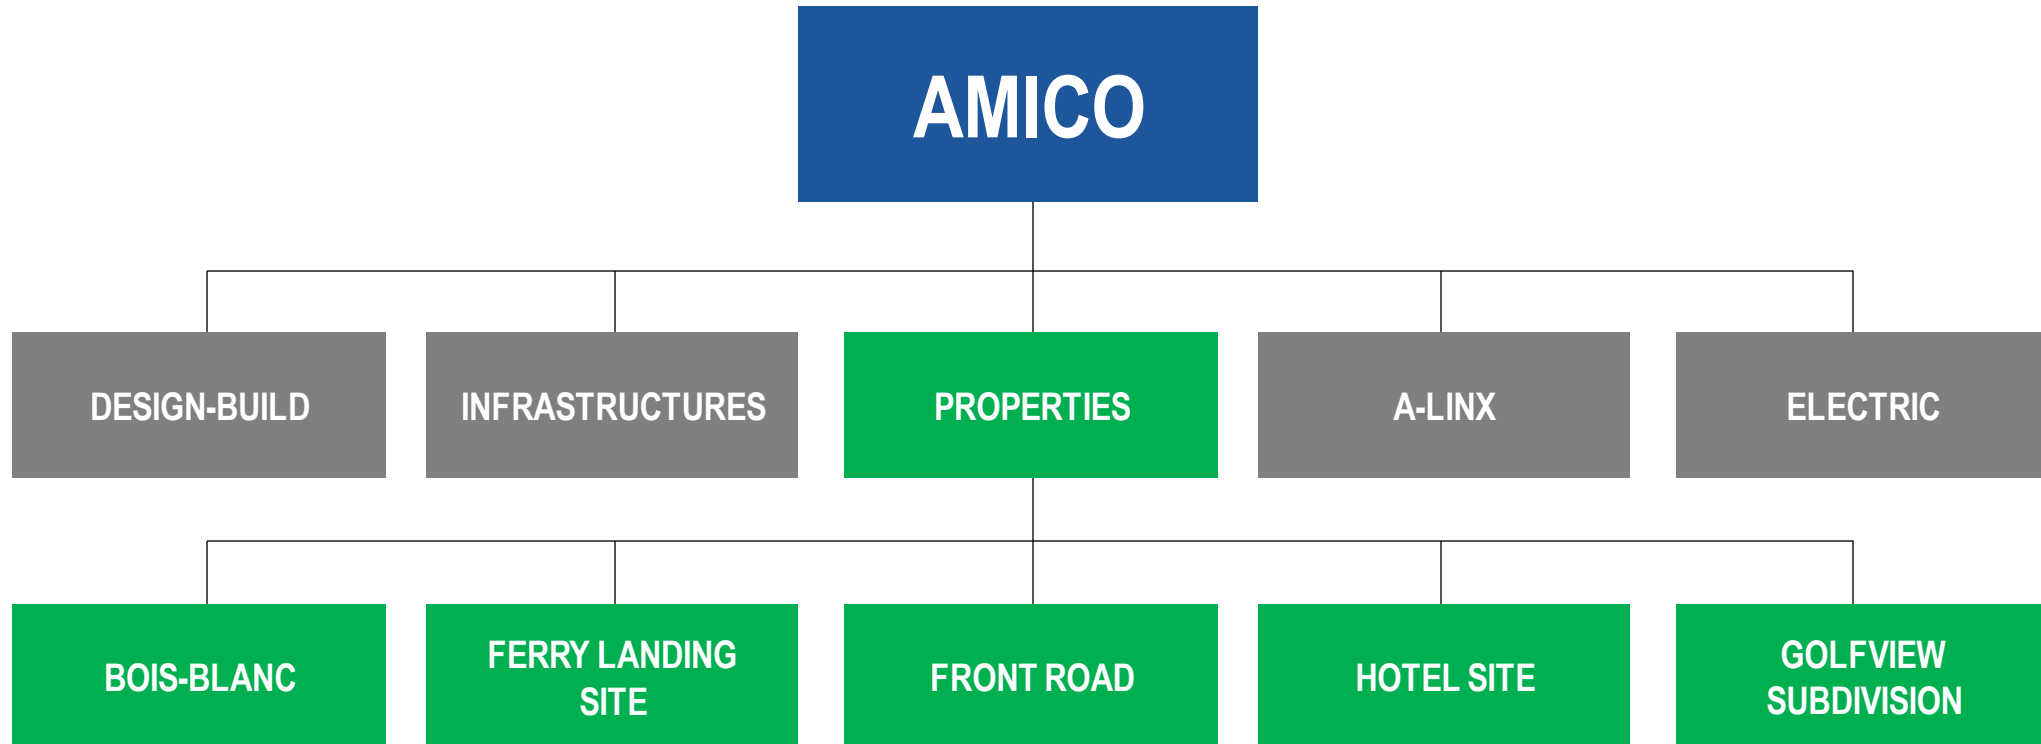 AMICO
DESIGN-BUILD
INFRASTRUCTURES
PROPERTIES
A-LINX
ELECTRIC
BOIS-BLANC
FERRY LANDING
SITE
FRONT ROAD
HOTEL SITE
GOLFVIEW
SUBDIVISION